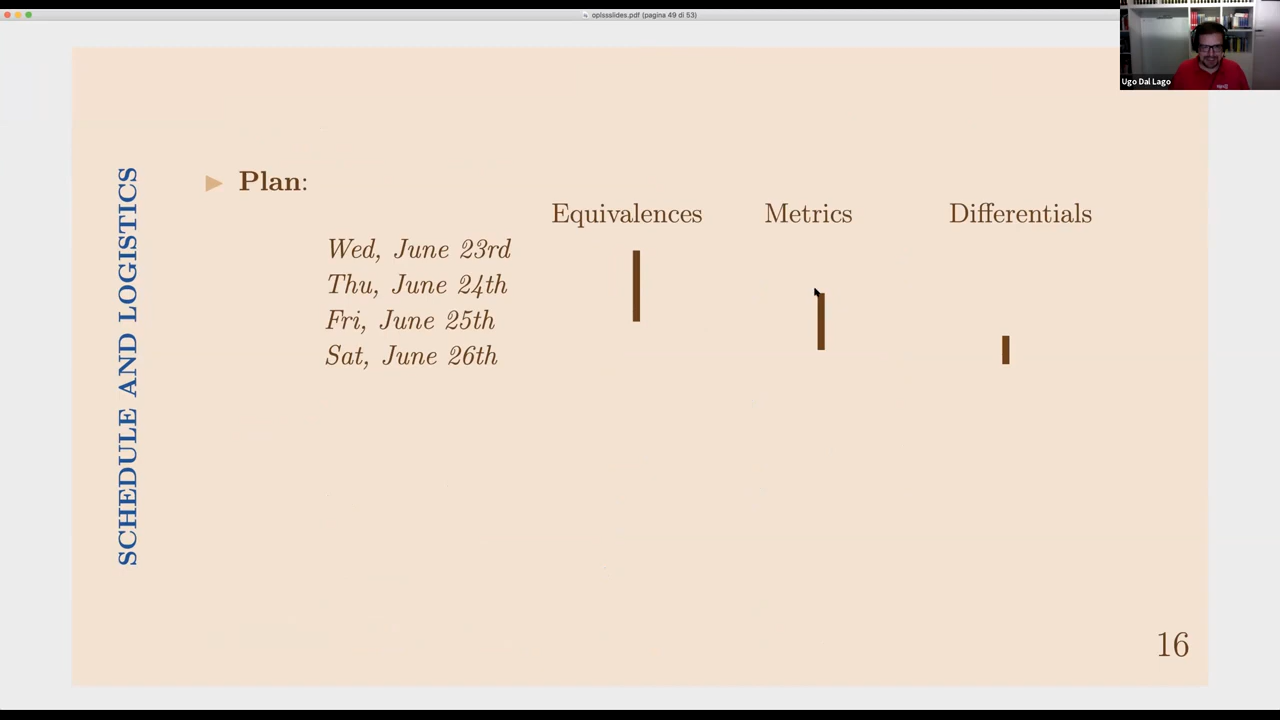 oplssslides.pdf (pagina 49 di 53)
Ugo Dal Lago
SCHEDULE AND LOGISTICS
Plan:
Equivalences Metrics Differentials
Wed, June 23rd
Thu, June 24th
Fri, June 25th
Sat, June 26th
16